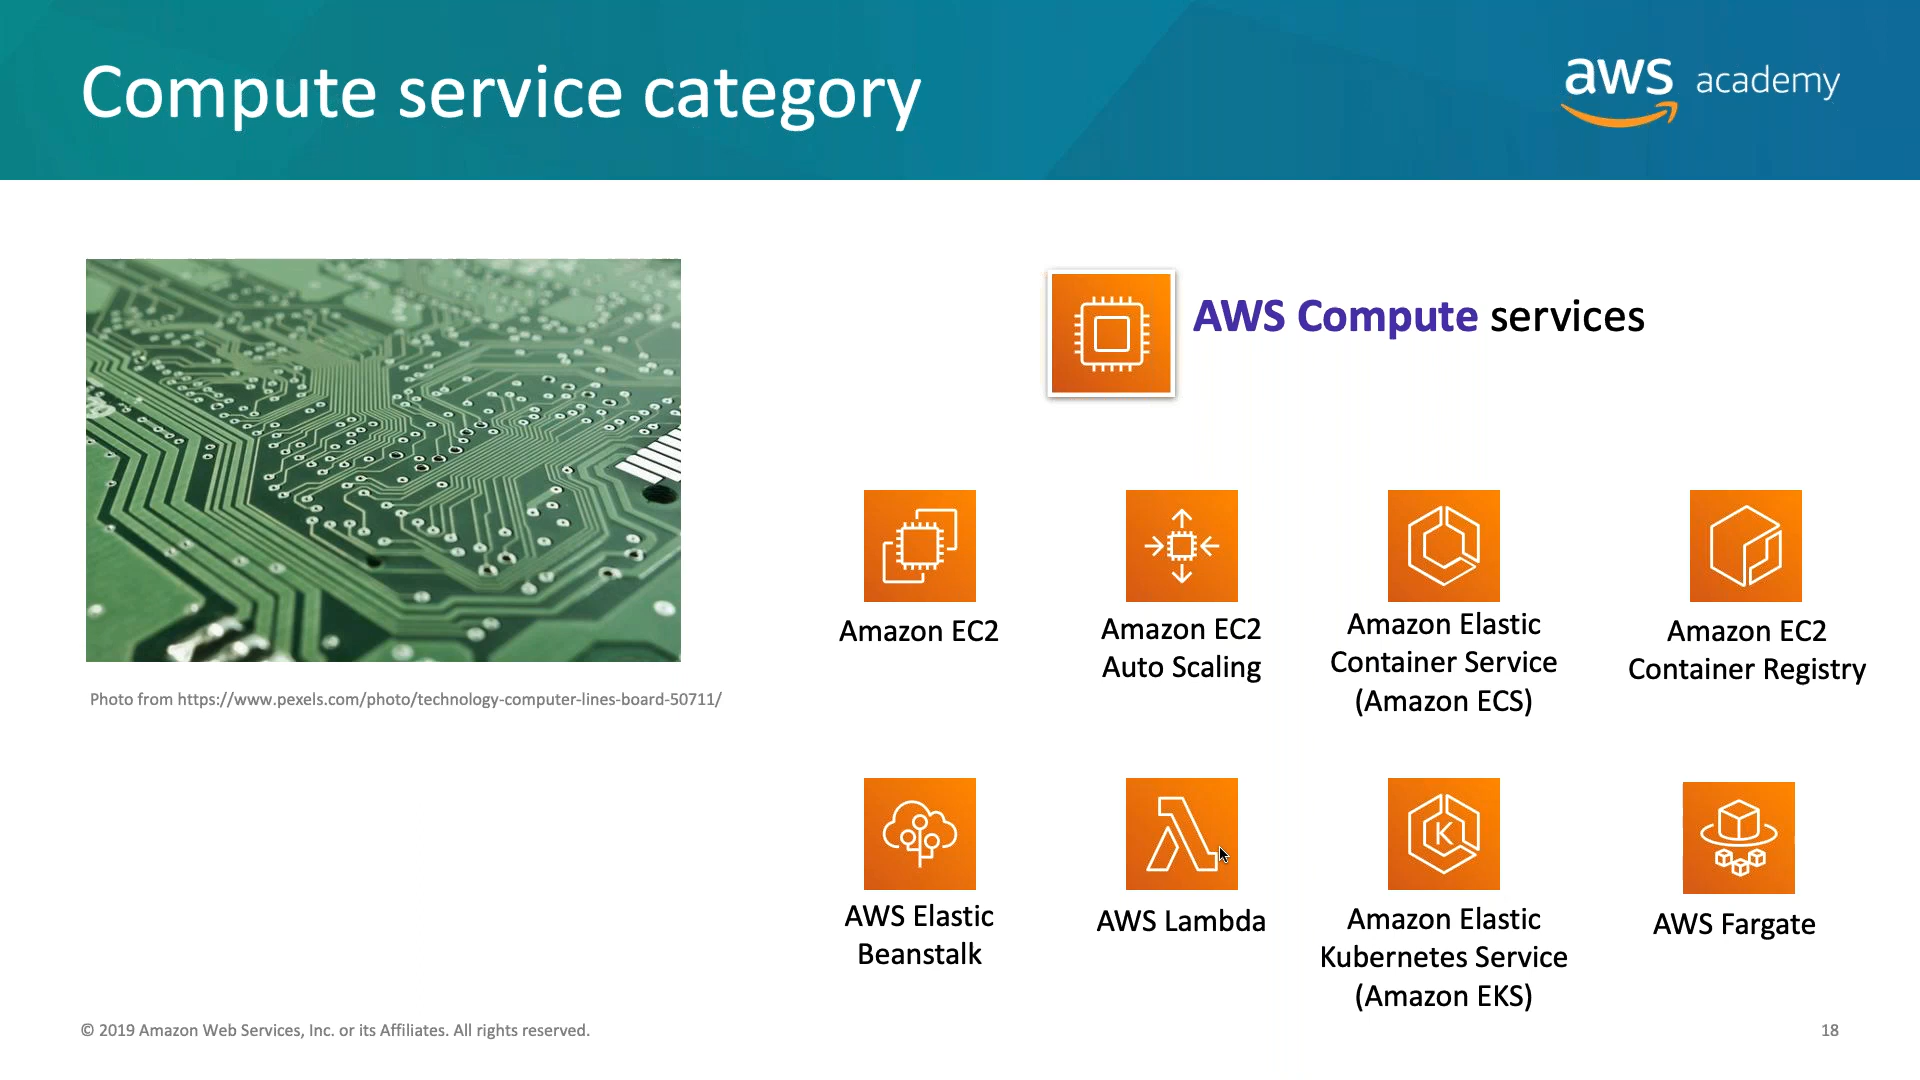 Compute service category
aws academy
AWS Compute services
Amazon EC2
Amazon EC2
Auto Scaling
Amazon Elastic
Container Service
(Amazon ECS)
Amazon EC2
Container Registry
Photo from https://www.pexels.com/photo/technology-computer-lines-board-50711/
AWS Elastic
Beanstalk
AWS Lambda
Amazon Elastic
Kubernetes Service
(Amazon EKS)
AWS Fargate
© 2019 Amazon Web Services, Inc. or its Affiliates. All rights reserved.
18